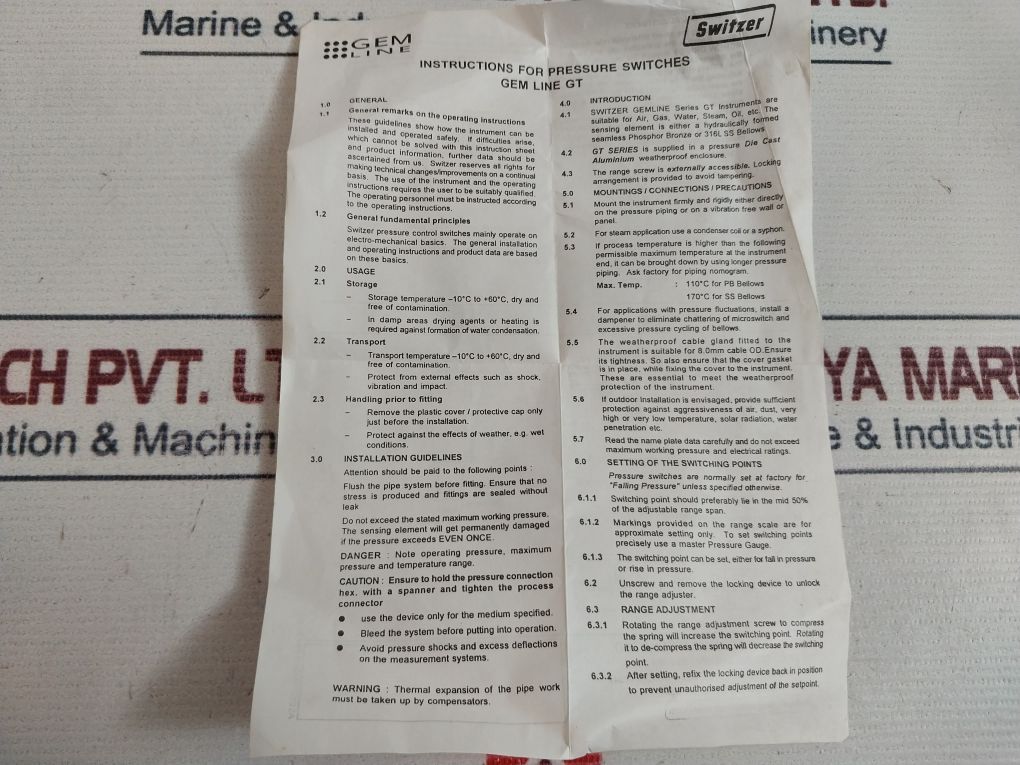 Marine &
inery
GEM
LINE
Switzer
INSTRUCTIONS FOR PRESSURE SWITCHES
GEM LINE GT
1.0 GENERAL
1.1 General remarks on the operating instructions
These guidelines show how the instrument can be
installed and operated safely. If difficulties arise,
which cannot be solved with this instruction sheet
and product information, further data should be
ascertained from us. Switzer reserves all rights for
making technical changes/improvements on a continual
basis. The use of the instrument and the operating
instructions requires the user to be suitably qualified.
The operating personnel must be instructed according
to the operating instructions.
1.2 General fundamental principles
Switzer pressure control switches mainly operate on
electro-mechanical basics. The general installation
and operating instructions and product data are based
on these basics.
2.0 USAGE
2.1 Storage
– Storage temperature –10°C to +60°C, dry and
free of contamination.
– In damp areas drying agents or heating is
required against formation of water condensation.
2.2 Transport
– Transport temperature –10°C to +60°C, dry and
free of contamination.
– Protect from external effects such as shock,
vibration and impact.
2.3 Handling prior to fitting
– Remove the plastic cover / protective cap only
just before the installation.
– Protect against the effects of weather, e.g. wet
conditions.
3.0 INSTALLATION GUIDELINES
Attention should be paid to the following points :
Flush the pipe system before fitting. Ensure that no
stress is produced and fittings are sealed without
leak
Do not exceed the stated maximum working pressure.
The sensing element will get permanently damaged
if the pressure exceeds EVEN ONCE.
DANGER : Note operating pressure, maximum
pressure and temperature range.
CAUTION : Ensure to hold the pressure connection
hex, with a spanner and tighten the process
connector
● use the device only for the medium specified.
● Bleed the system before putting into operation.
● Avoid pressure shocks and excess deflections
on the measurement systems.
WARNING : Thermal expansion of the pipe work
must be taken up by compensators.
4.0 INTRODUCTION
4.1 SWITZER GEMLINE Series GT Instruments are
suitable for Air, Gas, Water, Steam, Oil, etc. The
sensing element is either a hydraulically formed
seamless Phosphor Bronze or 316L SS Bellows.
4.2 GT SERIES is supplied in a pressure Die Cast
Aluminium weatherproof enclosure.
4.3 The range screw is externally accessible. Locking
arrangement is provided to avoid tampering.
5.0 MOUNTINGS / CONNECTIONS / PRECAUTIONS
5.1 Mount the instrument firmly and rigidly either directly
on the pressure piping or on a vibration free wall or
panel.
5.2 For steam application use a condenser coil or a syphon.
5.3 If process temperature is higher than the following
permissible maximum temperature at the instrument
end, it can be brought down by using longer pressure
piping. Ask factory for piping nomogram.
Max. Temp. : 110°C for PB Bellows
170°C for SS Bellows
5.4 For applications with pressure fluctuations, install a
dampener to eliminate chattering of microswitch and
excessive pressure cycling of bellows.
5.5 The weatherproof cable gland fitted to the
instrument is suitable for 8.0mm cable OD.Ensure
its tightness. So also ensure that the cover gasket
is in place, while fixing the cover to the instrument.
These are essential to meet the weatherproof
protection of the instrument.
5.6 If outdoor installation is envisaged, provide sufficient
protection against aggressiveness of air, dust, very
high or very low temperature, solar radiation, water
penetration etc.
5.7 Read the name plate data carefully and do not exceed
maximum working pressure and electrical ratings.
6.0 SETTING OF THE SWITCHING POINTS
Pressure switches are normally set at factory for
"Falling Pressure" unless specified otherwise.
6.1.1 Switching point should preferably lie in the mid 50%
of the adjustable range span.
6.1.2 Markings provided on the range scale are for
approximate setting only. To set switching points
precisely use a master Pressure Gauge.
6.1.3 The switching point can be set, either for fall in pressure
or rise in pressure.
6.2 Unscrew and remove the locking device to unlock
the range adjuster.
6.3 RANGE ADJUSTMENT
6.3.1 Rotating the range adjustment screw to compress
the spring will increase the switching point. Rotating
it to de-compress the spring will decrease the switching
point.
6.3.2 After setting, refix the locking device back in position
to prevent unauthorised adjustment of the setpoint.
CH PVT. LT
YA MAR
tion & Machin
& Industri